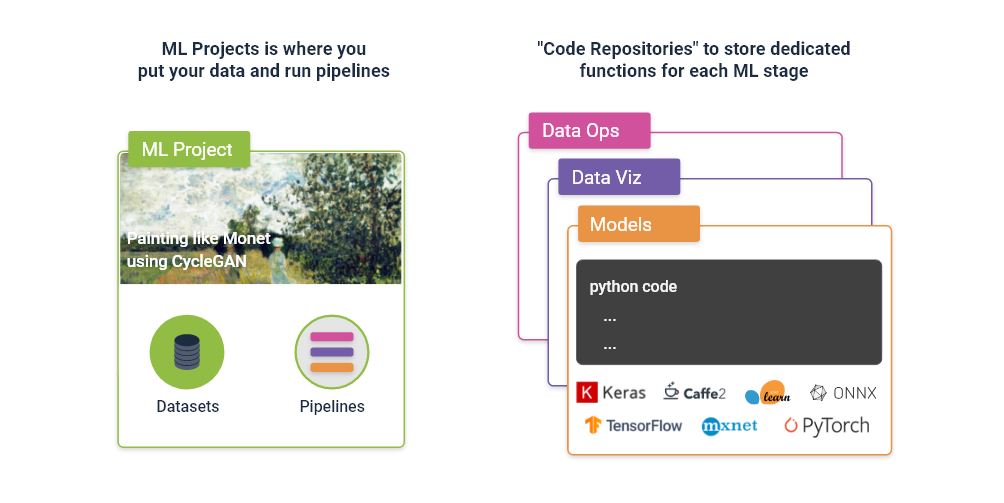 ML Projects is where you
put your data and run pipelines
ML Project
Painting like Monet
using CycleGAN
Datasets
Pipelines
"Code Repositories" to store dedicated
functions for each ML stage
Data Ops
Data Viz
Models
python code
...
...
K Keras
Caffe2
learn
ONNX
TensorFlow
mxnet
PyTorch